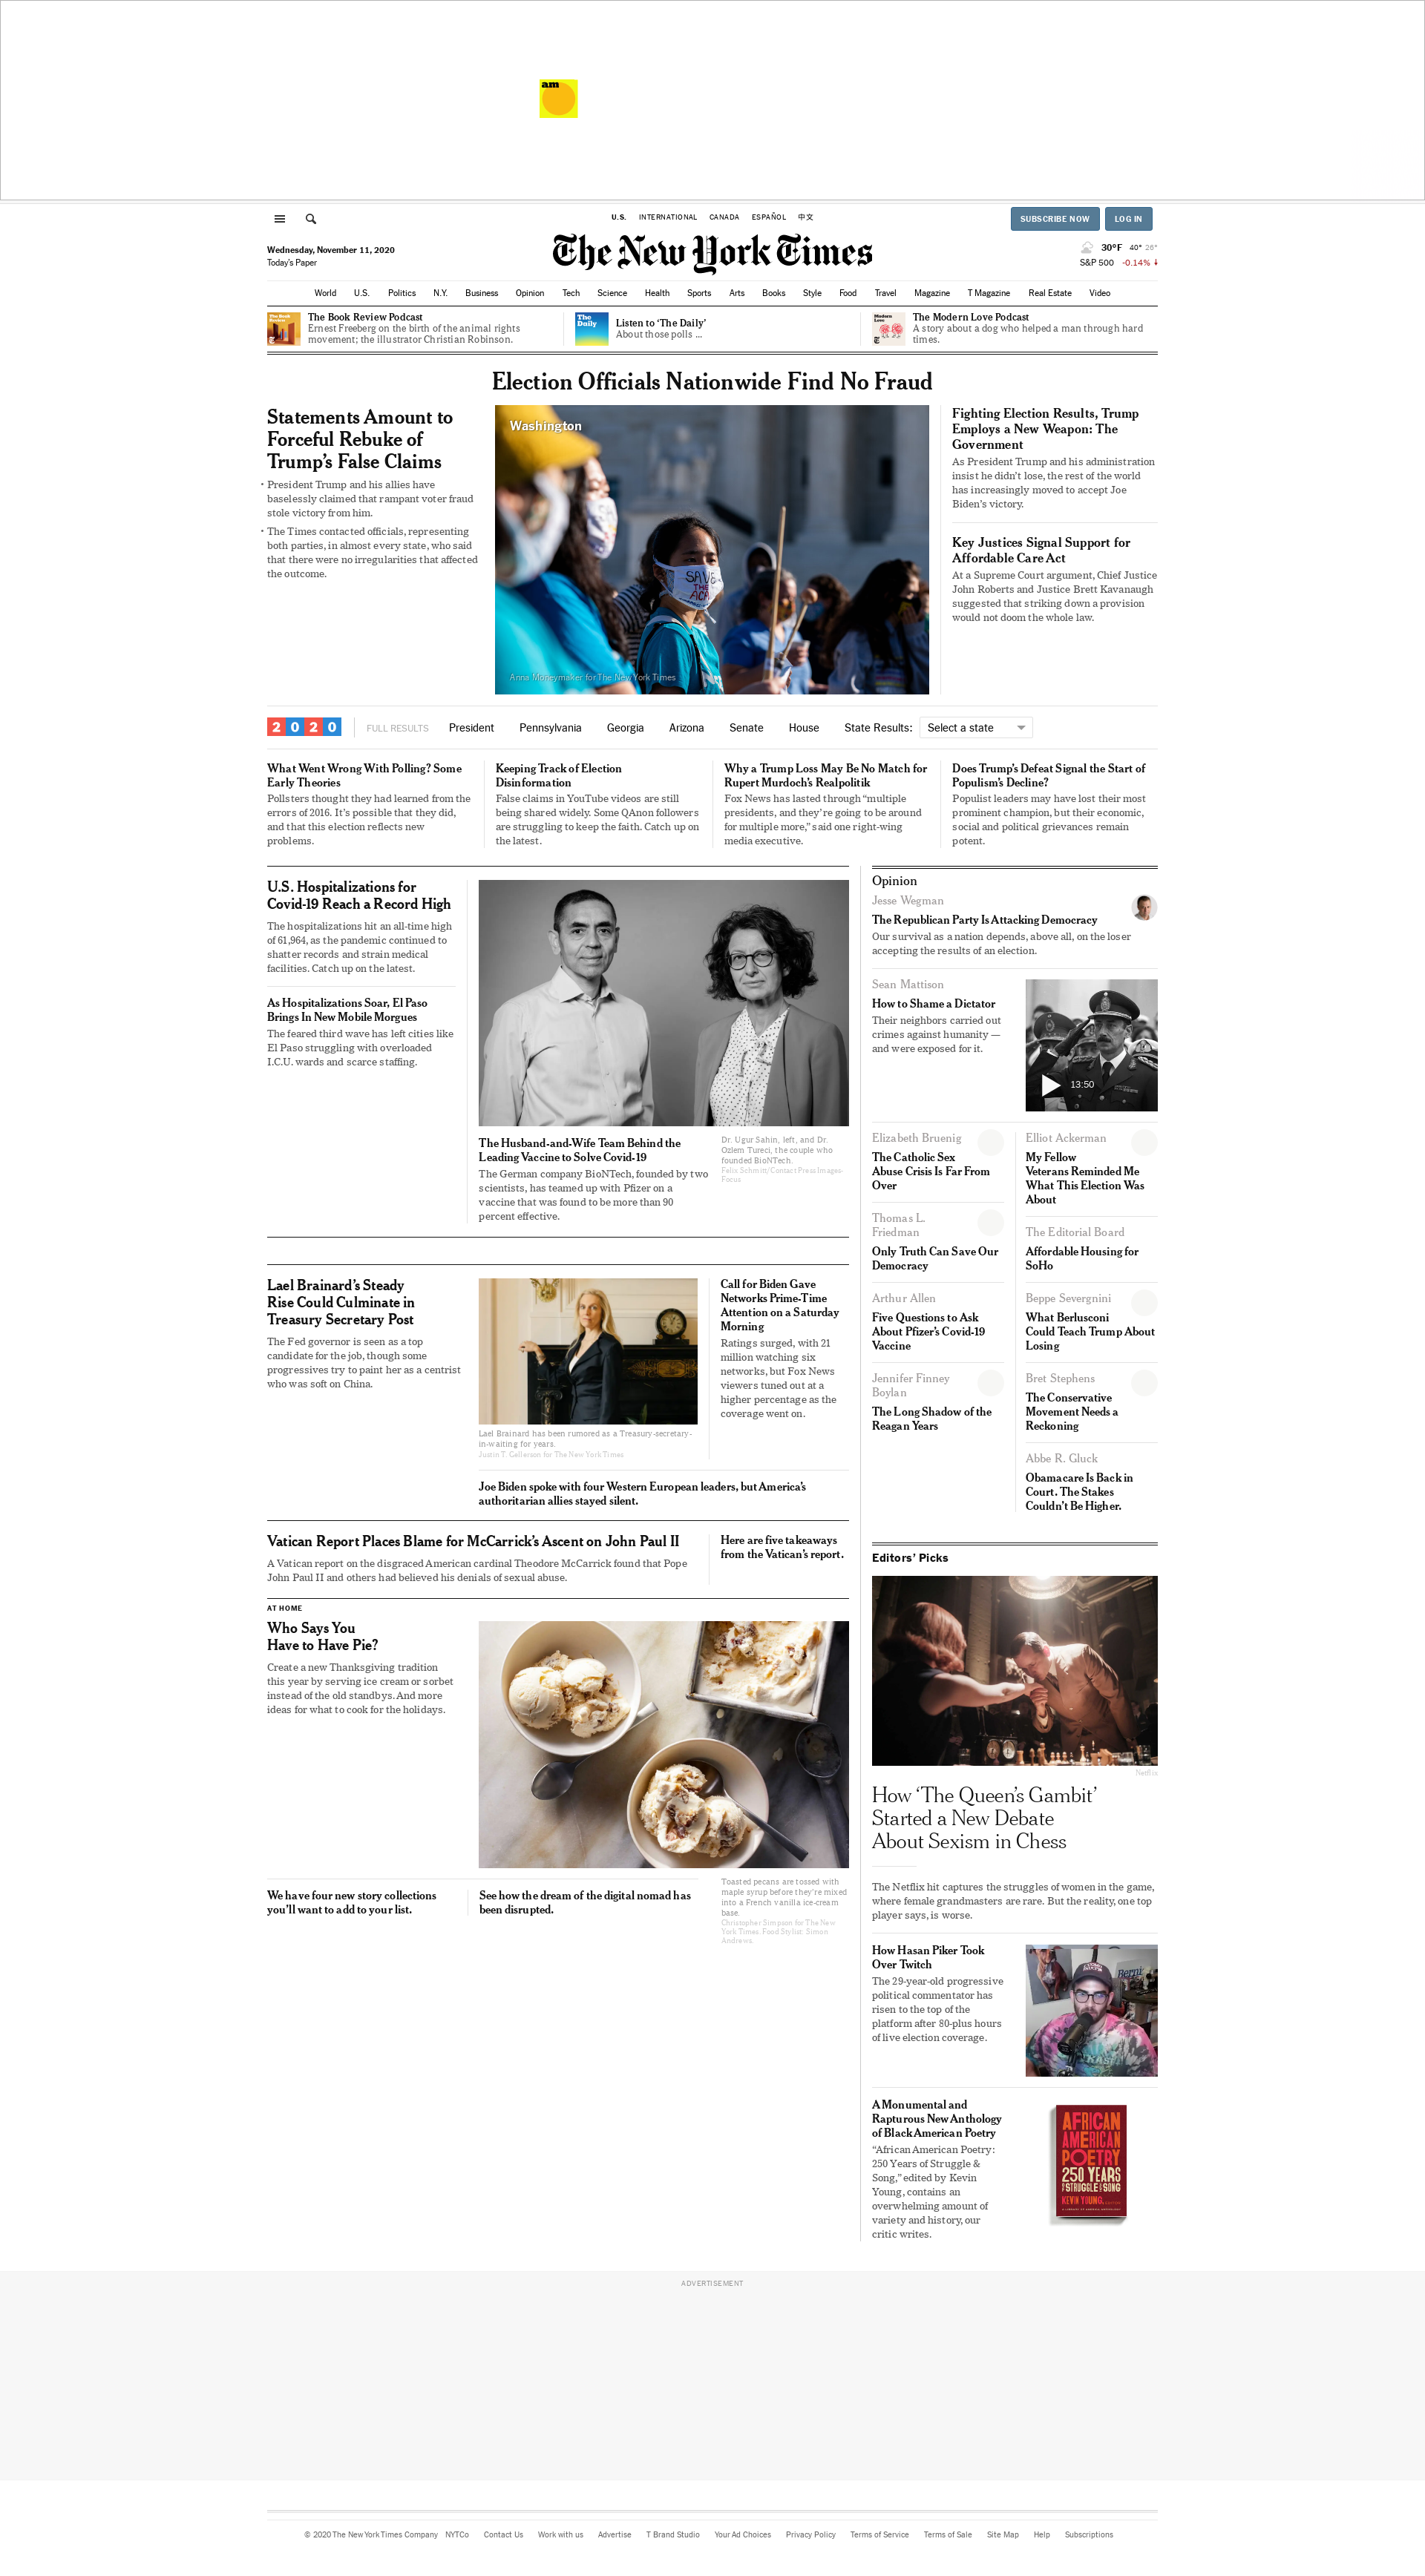 am
U.S.
INTERNATIONAL
CANADA
ESPAÑOL
中文
SUBSCRIBE NOW
LOG IN
Wednesday, November 11, 2020
Today's Paper
The New York Times
30°F 40° 28°
S&P 500 -0.14%
World U.S. Politics N.Y. Business Opinion Tech Science Health Sports Arts Books Style Food Travel Magazine T Magazine Real Estate Video
The Book Review
The Book Review Podcast
Ernest Freeberg on the birth of the animal rights
movement; the illustrator Christian Robinson.
The Daily
Listen to ‘The Daily’
About those polls ...
Modern Love
The Modern Love Podcast
A story about a dog who helped a man through hard
times.
Election Officials Nationwide Find No Fraud
Statements Amount to
Forceful Rebuke of
Trump’s False Claims
• President Trump and his allies have
baselessly claimed that rampant voter fraud
stole victory from him.
• The Times contacted officials, representing
both parties, in almost every state, who said
that there were no irregularities that affected
the outcome.
Washington
SAVE
THE
ACA
Anna Moneymaker for The New York Times
Fighting Election Results, Trump
Employs a New Weapon: The
Government
As President Trump and his administration
insist he didn’t lose, the rest of the world
has increasingly moved to accept Joe
Biden’s victory.
Key Justices Signal Support for
Affordable Care Act
At a Supreme Court argument, Chief Justice
John Roberts and Justice Brett Kavanaugh
suggested that striking down a provision
would not doom the whole law.
2020
FULL RESULTS President Pennsylvania Georgia Arizona Senate House State Results: Select a state
What Went Wrong With Polling? Some
Early Theories
Pollsters thought they had learned from the
errors of 2016. It’s possible that they did,
and that this election reflects new
problems.
Keeping Track of Election
Disinformation
False claims in YouTube videos are still
being shared widely. Some QAnon followers
are struggling to keep the faith. Catch up on
the latest.
Why a Trump Loss May Be No Match for
Rupert Murdoch’s Realpolitik
Fox News has lasted through “multiple
presidents, and they’re going to be around
for multiple more,” said one right-wing
media executive.
Does Trump’s Defeat Signal the Start of
Populism’s Decline?
Populist leaders may have lost their most
prominent champion, but their economic,
social and political grievances remain
potent.
U.S. Hospitalizations for
Covid-19 Reach a Record High
The hospitalizations hit an all-time high
of 61,964, as the pandemic continued to
shatter records and strain medical
facilities. Catch up on the latest.
As Hospitalizations Soar, El Paso
Brings In New Mobile Morgues
The feared third wave has left cities like
El Paso struggling with overloaded
I.C.U. wards and scarce staffing.
The Husband-and-Wife Team Behind the
Leading Vaccine to Solve Covid-19
The German company BioNTech, founded by two
scientists, has teamed up with Pfizer on a
vaccine that was found to be more than 90
percent effective.
Dr. Ugur Sahin, left, and Dr.
Ozlem Tureci, the couple who
founded BioNTech.
Felix Schmitt/Contact Press Images-
Focus
Opinion
Jesse Wegman
The Republican Party Is Attacking Democracy
Our survival as a nation depends, above all, on the loser
accepting the results of an election.
Sean Mattison
How to Shame a Dictator
Their neighbors carried out
crimes against humanity —
and were exposed for it.
13:50
Elizabeth Bruenig
The Catholic Sex
Abuse Crisis Is Far From
Over
Thomas L.
Friedman
Only Truth Can Save Our
Democracy
Arthur Allen
Five Questions to Ask
About Pfizer’s Covid-19
Vaccine
Jennifer Finney
Boylan
The Long Shadow of the
Reagan Years
Elliot Ackerman
My Fellow
Veterans Reminded Me
What This Election Was
About
The Editorial Board
Affordable Housing for
SoHo
Beppe Severgnini
What Berlusconi
Could Teach Trump About
Losing
Bret Stephens
The Conservative
Movement Needs a
Reckoning
Abbe R. Gluck
Obamacare Is Back in
Court. The Stakes
Couldn’t Be Higher.
Lael Brainard’s Steady
Rise Could Culminate in
Treasury Secretary Post
The Fed governor is seen as a top
candidate for the job, though some
progressives try to paint her as a centrist
who was soft on China.
Lael Brainard has been rumored as a Treasury-secretary-
in-waiting for years.
Justin T. Gellerson for The New York Times
Call for Biden Gave
Networks Prime-Time
Attention on a Saturday
Morning
Ratings surged, with 21
million watching six
networks, but Fox News
viewers tuned out at a
higher percentage as the
coverage went on.
Joe Biden spoke with four Western European leaders, but America’s
authoritarian allies stayed silent.
Vatican Report Places Blame for McCarrick’s Ascent on John Paul II
A Vatican report on the disgraced American cardinal Theodore McCarrick found that Pope
John Paul II and others had believed his denials of sexual abuse.
Here are five takeaways
from the Vatican’s report.
AT HOME
Who Says You
Have to Have Pie?
Create a new Thanksgiving tradition
this year by serving ice cream or sorbet
instead of the old standbys. And more
ideas for what to cook for the holidays.
We have four new story collections
you’ll want to add to your list.
See how the dream of the digital nomad has
been disrupted.
Toasted pecans are tossed with
maple syrup before they’re mixed
into a French vanilla ice-cream
base.
Christopher Simpson for The New
York Times. Food Stylist: Simon
Andrews.
Editors’ Picks
Netflix
How ‘The Queen’s Gambit’
Started a New Debate
About Sexism in Chess
The Netflix hit captures the struggles of women in the game,
where female grandmasters are rare. But the reality, one top
player says, is worse.
How Hasan Piker Took
Over Twitch
The 29-year-old progressive
political commentator has
risen to the top of the
platform after 80-plus hours
of live election coverage.
Berni
A Monumental and
Rapturous New Anthology
of Black American Poetry
“African American Poetry:
250 Years of Struggle &
Song,” edited by Kevin
Young, contains an
overwhelming amount of
variety and history, our
critic writes.
AFRICAN
AMERICAN
POETRY
250 YEARS
OF STRUGGLE & SONG
KEVIN YOUNG,
ADVERTISEMENT
© 2020 The New York Times Company NYTCo Contact Us Work with us Advertise T Brand Studio Your Ad Choices Privacy Policy Terms of Service Terms of Sale Site Map Help Subscriptions